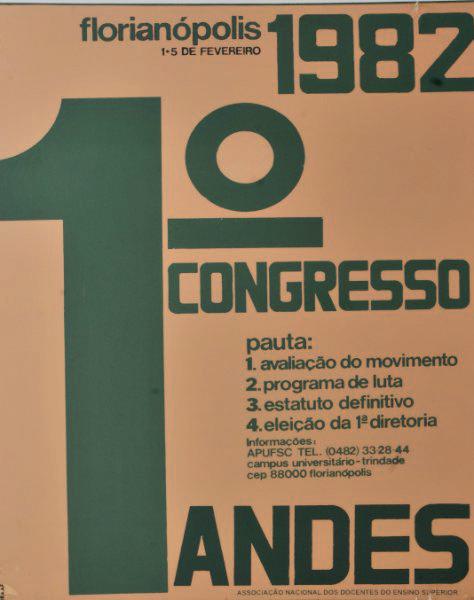 florianópolis 1982
1-5 DE FEVEREIRO
1º
CONGRESSO
pauta:
1. avaliação do movimento
2. programa de luta
3. estatuto definitivo
4. eleição da 1ª diretoria
Informações:
APUFSC TEL. (0482) 33-28-44
campus universitário-trindade
cep 88000 florianópolis
ANDES
ASSOCIAÇÃO NACIONAL DOS DOCENTES DO ENSINO SUPERIOR